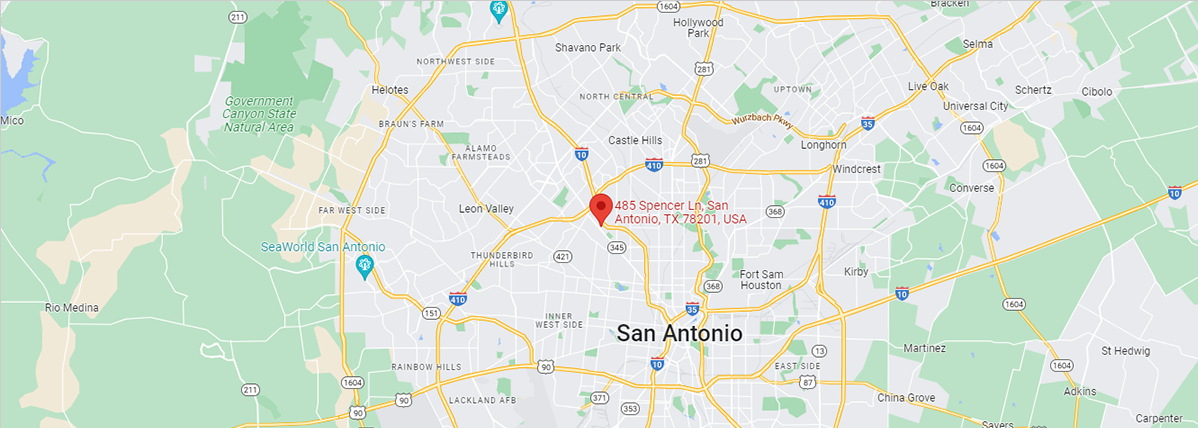 Bracken
1604
211
Hollywood
Park
Shavano Park
Selma
NORTHWEST SIDE
281
Helotes
Live Oak
Schertz
Cibolo
UPTOWN
NORTH CENTRAL
Government
Canyon State
Natural Area
Universal City
Mico
BRAUN'S FARM
Wurzbach Pkwy
35
1604
Castle Hills
Longhorn
ALAMO
FARMSTEADS
10
410
281
1604
Windcrest
Converse
10
485 Spencer Ln, San
Antonio, TX 78201, USA
FAR WEST SIDE
Leon Valley
368
410
SeaWorld San Antonio
345
THUNDERBIRD
HILLS
421
Fort Sam
Houston
Kirby
368
410
10
Rio Medina
151
35
1604
INNER
WEST SIDE
San Antonio
Martinez
St Hedwig
13
10
RAINBOW HILLS
90
EAST SIDE
1604
87
211
90
LACKLAND AFB
371
353
China Grove
Adkins
90
Sayers
Carpenter